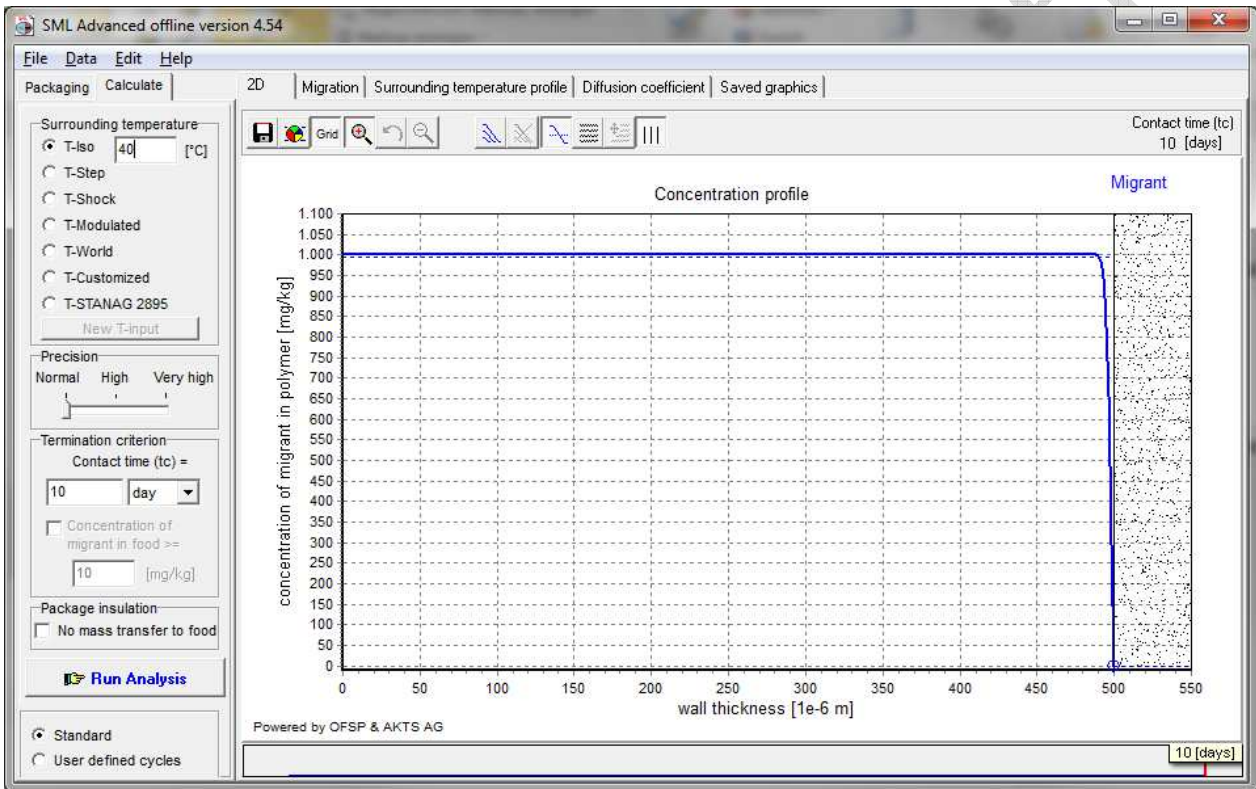 SML Advanced offline version 4.54
File Data Edit Help
Packaging Calculate
2D Migration Surrounding temperature profile Diffusion coefficient Saved graphics
Surrounding temperature
T-Iso 40 [°C]
T-Step
T-Shock
T-Modulated
T-World
T-Customized
T-STANAG 2895
New T-input
Precision
Normal High Very high
Termination criterion
Contact time (tc) =
10 day
Concentration of
migrant in food >=
10 [mg/kg]
Package insulation
No mass transfer to food
Run Analysis
Standard
User defined cycles
Grid
Contact time (tc)
10 [days]
Migrant
Concentration profile
concentration of migrant in polymer [mg/kg]
1.100
1.050
1.000
950
900
850
800
750
700
650
600
550
500
450
400
350
300
250
200
150
100
50
0
0 50 100 150 200 250 300 350 400 450 500 550
wall thickness [1e-6 m]
Powered by OFSP & AKTS AG
10 [days]